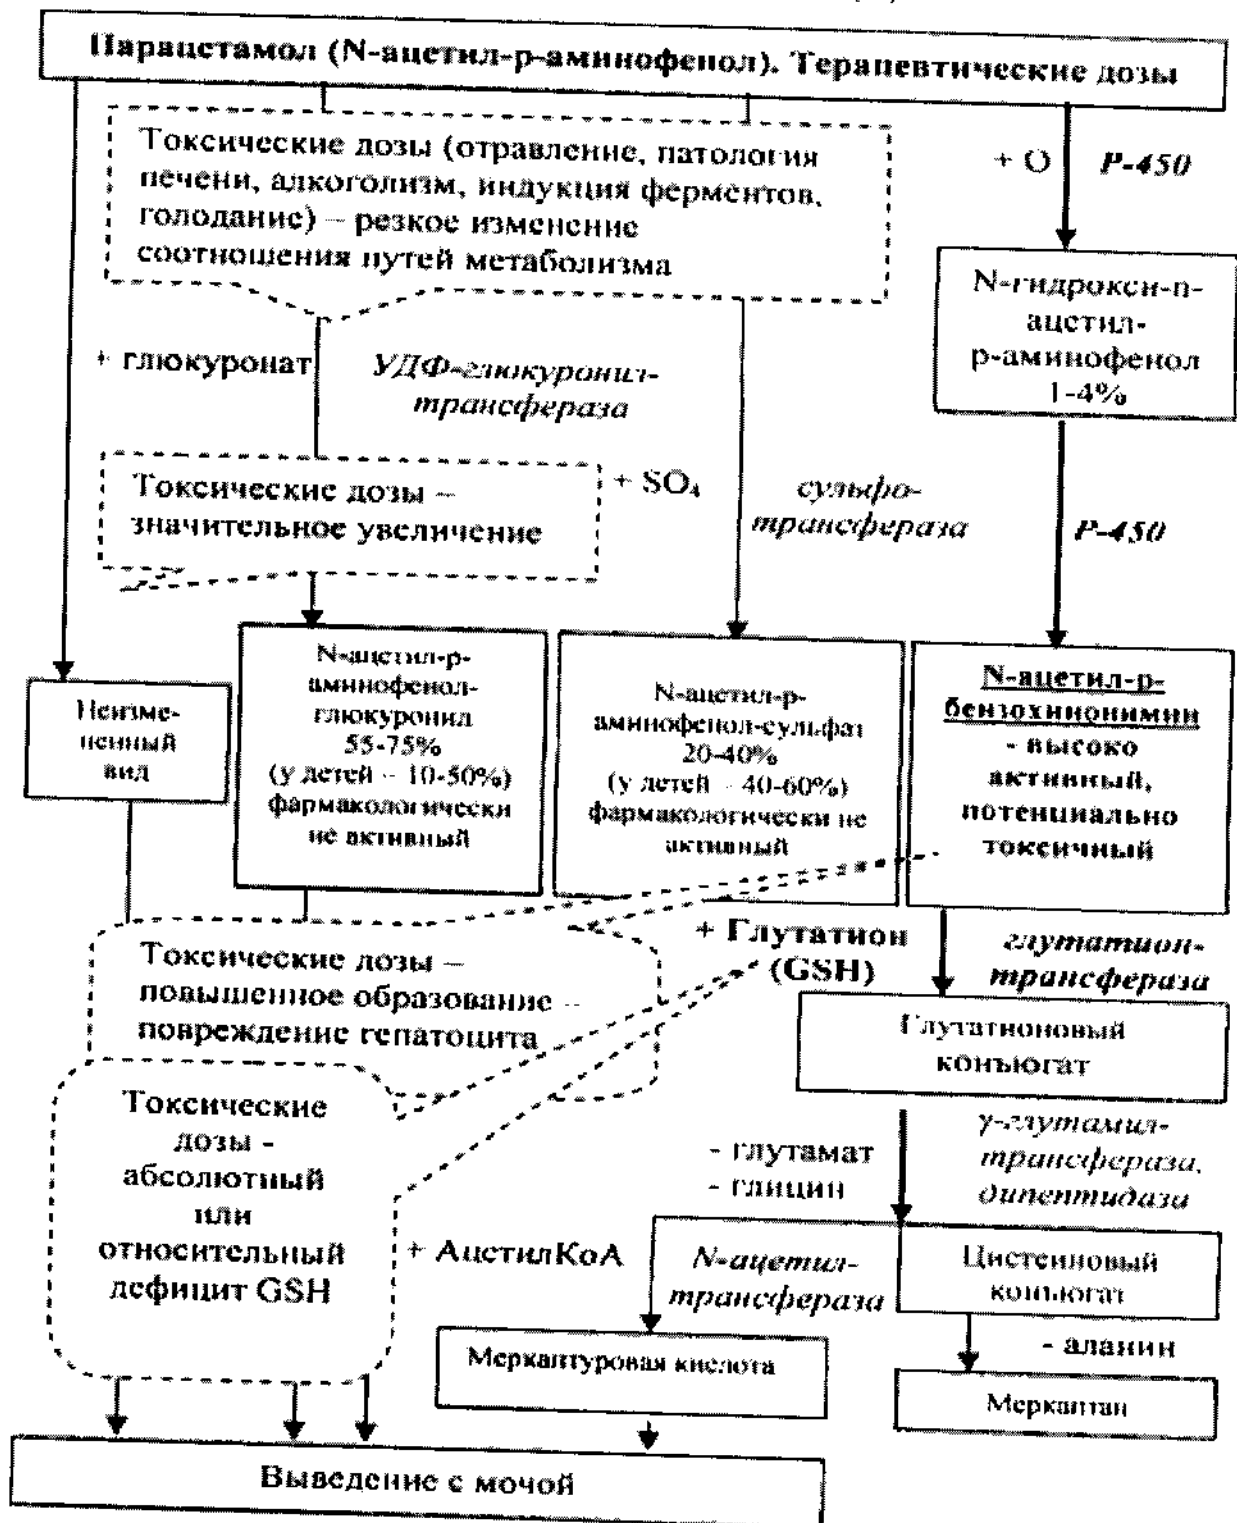 Парацетамол (N-ацетил-р-аминофенол). Терапевтические дозы
Токсические дозы (отравление, патология
печени, алкоголизм, индукция ферментов,
голодание) – резкое изменение
соотношения путей метаболизма
+ O
P-450
N-гидрокси-п-
ацетил-
р-аминофенол
1-4%
+ глюкуронат
УДФ-глюкуронил-
трансфераза
Токсические дозы –
значительное увеличение
+ SO₄
сульфо-
трансфераза
P-450
Неизме-
ненный
вид
N-ацетил-р-
аминофенол-
глюкуронил
55-75%
(у детей – 10-50%)
фармакологически
не активный
N-ацетил-р-
аминофенол-сульфат
20-40%
(у детей – 40-60%)
фармакологически не
активный
N-ацетил-р-
бензохинонимин
- высоко
активный,
потенциально
токсичный
Токсические дозы –
повышенное образование –
повреждение гепатоцита
+ Глутатион
(GSH)
глутатион-
трансфераза
Глутатионовый
конъюгат
Токсические
дозы -
абсолютный
или
относительный
дефицит GSH
- глутамат
- глицин
γ-глутамил-
трансфераза,
дипептидаза
+ АцетилКоА
N-ацетил-
трансфераза
Цистеиновый
конъюгат
- аланин
Меркаптуровая кислота
Меркаптан
Выведение с мочой